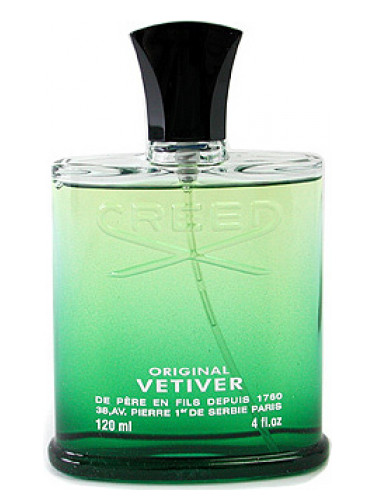 CREED
ORIGINAL
VETIVER
DE PÈRE EN FILS DEPUIS 1760
38,AV. PIERRE 1er DE SERBIE PARIS
120 ml 4 fl.oz